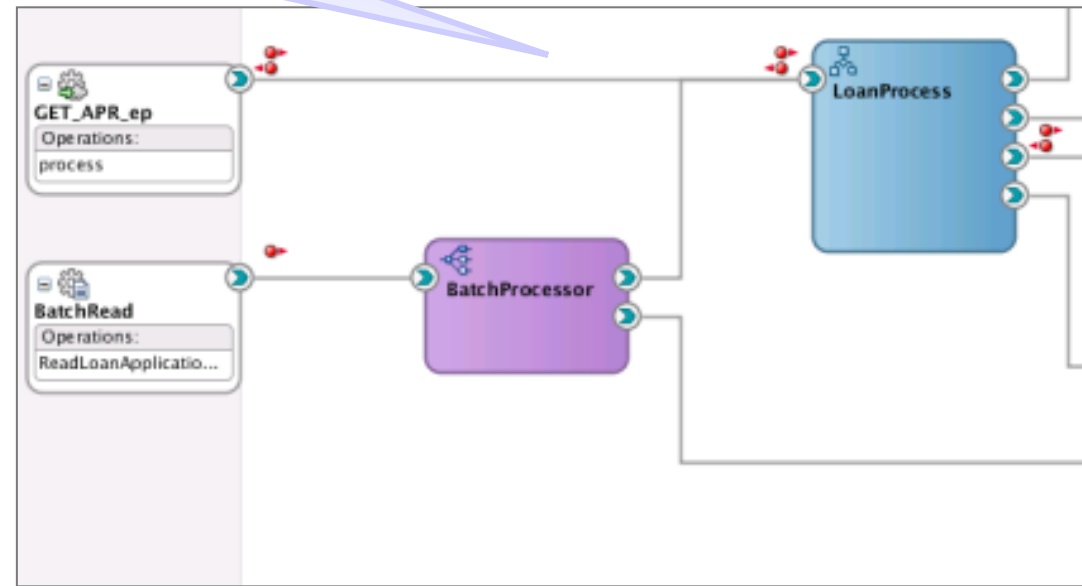 GET_APR_ep
Operations:
process
LoanProcess
BatchRead
Operations:
ReadLoanApplicatio...
BatchProcessor